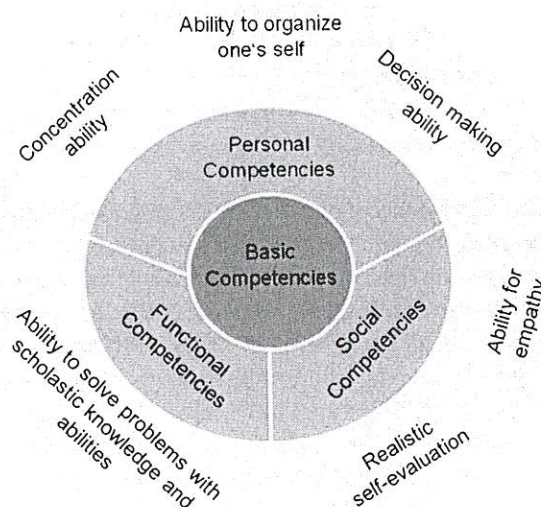 Ability to organize
one's self
Concentration
ability
Decision making
ability
Personal
Competencies
Basic
Competencies
Functional
Competencies
Social
Competencies
Ability for
empathy
Ability to solve problems with
scholastic knowledge and
abilities
Realistic
self-evaluation